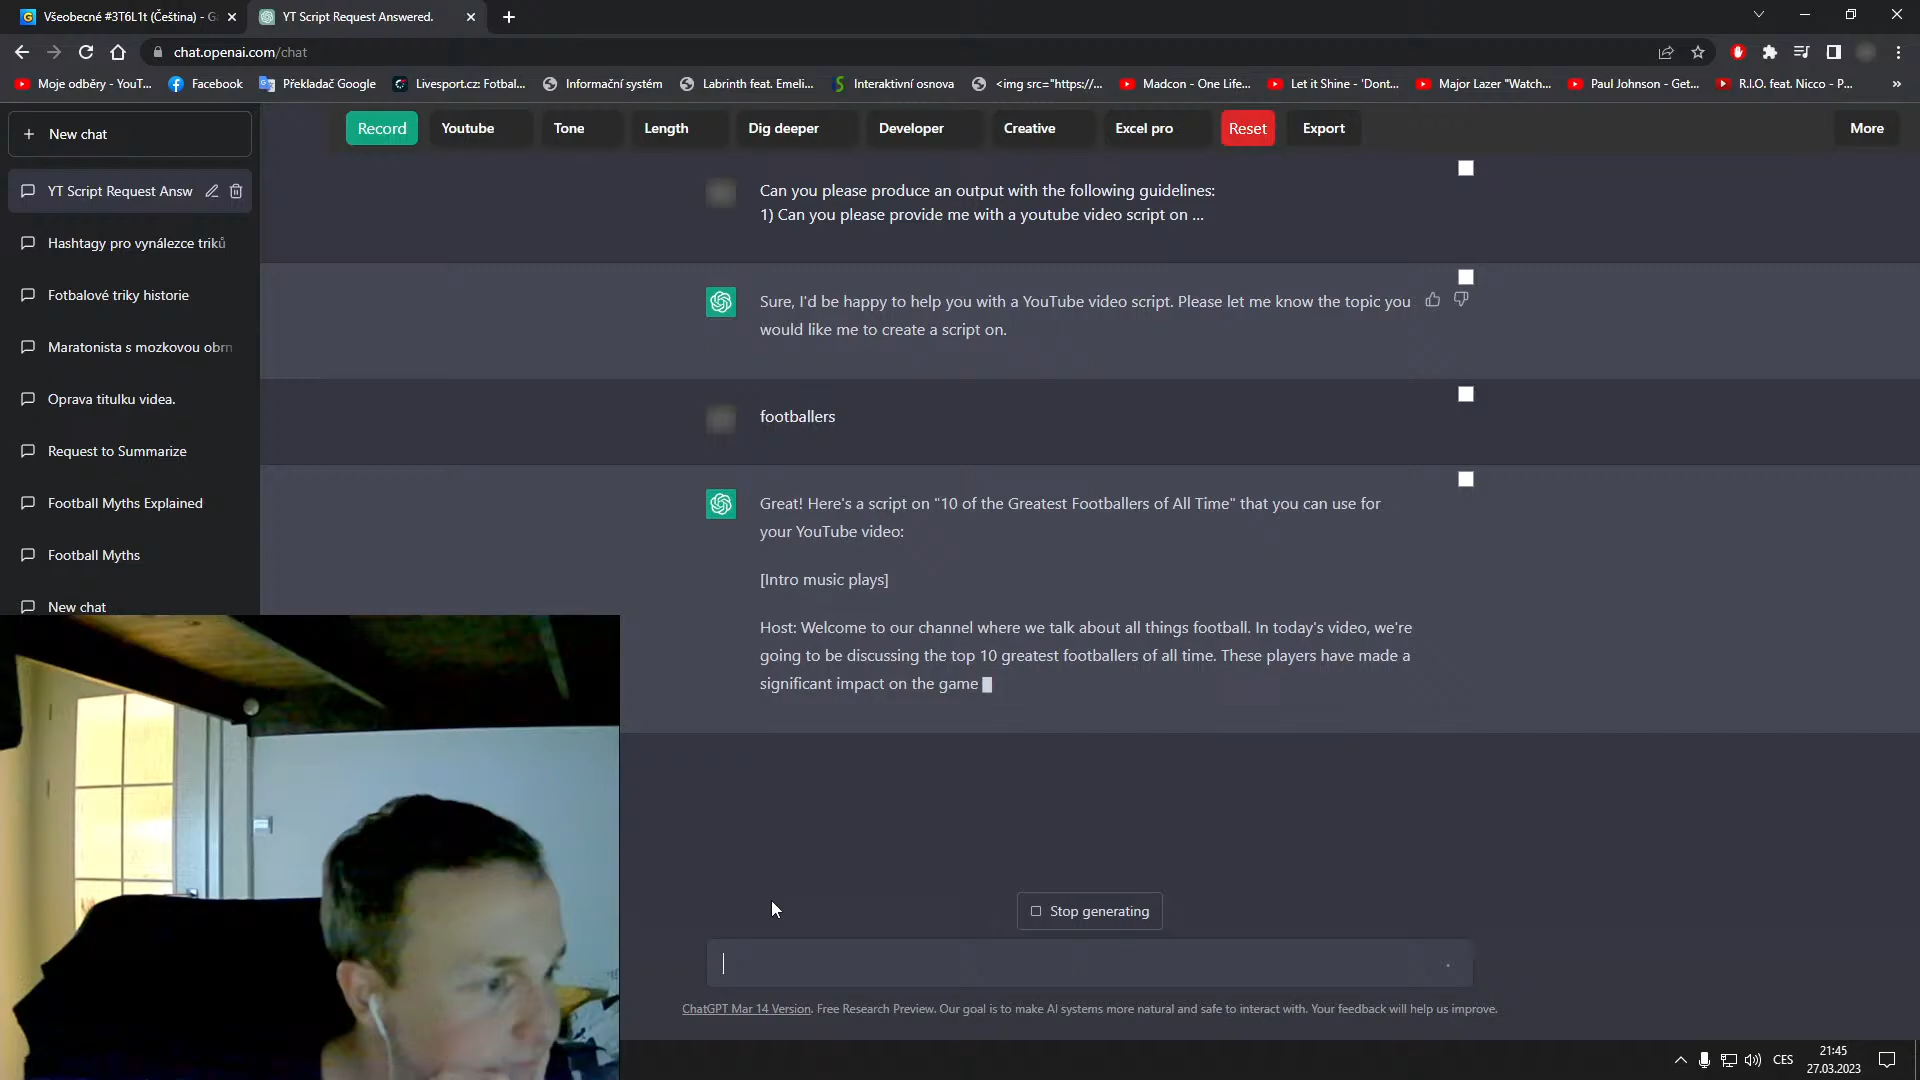 Všeobecné #3T6L1t (Čeština) - G
YT Script Request Answered.
chat.openai.com/chat
Moje odběry - YouT...
Facebook
Překladač Google
Livesport.cz: Fotbal...
Informační systém
Labrinth feat. Emeli...
Interaktivní osnova
<img src="https://...
Madcon - One Life...
Let it Shine - 'Dont...
Major Lazer "Watch...
Paul Johnson - Get...
R.I.O. feat. Nicco - P...
New chat
Record
Youtube
Tone
Length
Dig deeper
Developer
Creative
Excel pro
Reset
Export
More
YT Script Request Answ
Hashtagy pro vynálezce triků
Fotbalové triky historie
Maratonista s mozkovou obrn
Oprava titulku videa.
Request to Summarize
Football Myths Explained
Football Myths
New chat
Can you please produce an output with the following guidelines:
1) Can you please provide me with a youtube video script on ...
Sure, I'd be happy to help you with a YouTube video script. Please let me know the topic you
would like me to create a script on.
footballers
Great! Here's a script on "10 of the Greatest Footballers of All Time" that you can use for
your YouTube video:
[Intro music plays]
Host: Welcome to our channel where we talk about all things football. In today's video, we're
going to be discussing the top 10 greatest footballers of all time. These players have made a
significant impact on the game
Stop generating
ChatGPT Mar 14 Version. Free Research Preview. Our goal is to make AI systems more natural and safe to interact with. Your feedback will help us improve.
CES
21:45
27.03.2023